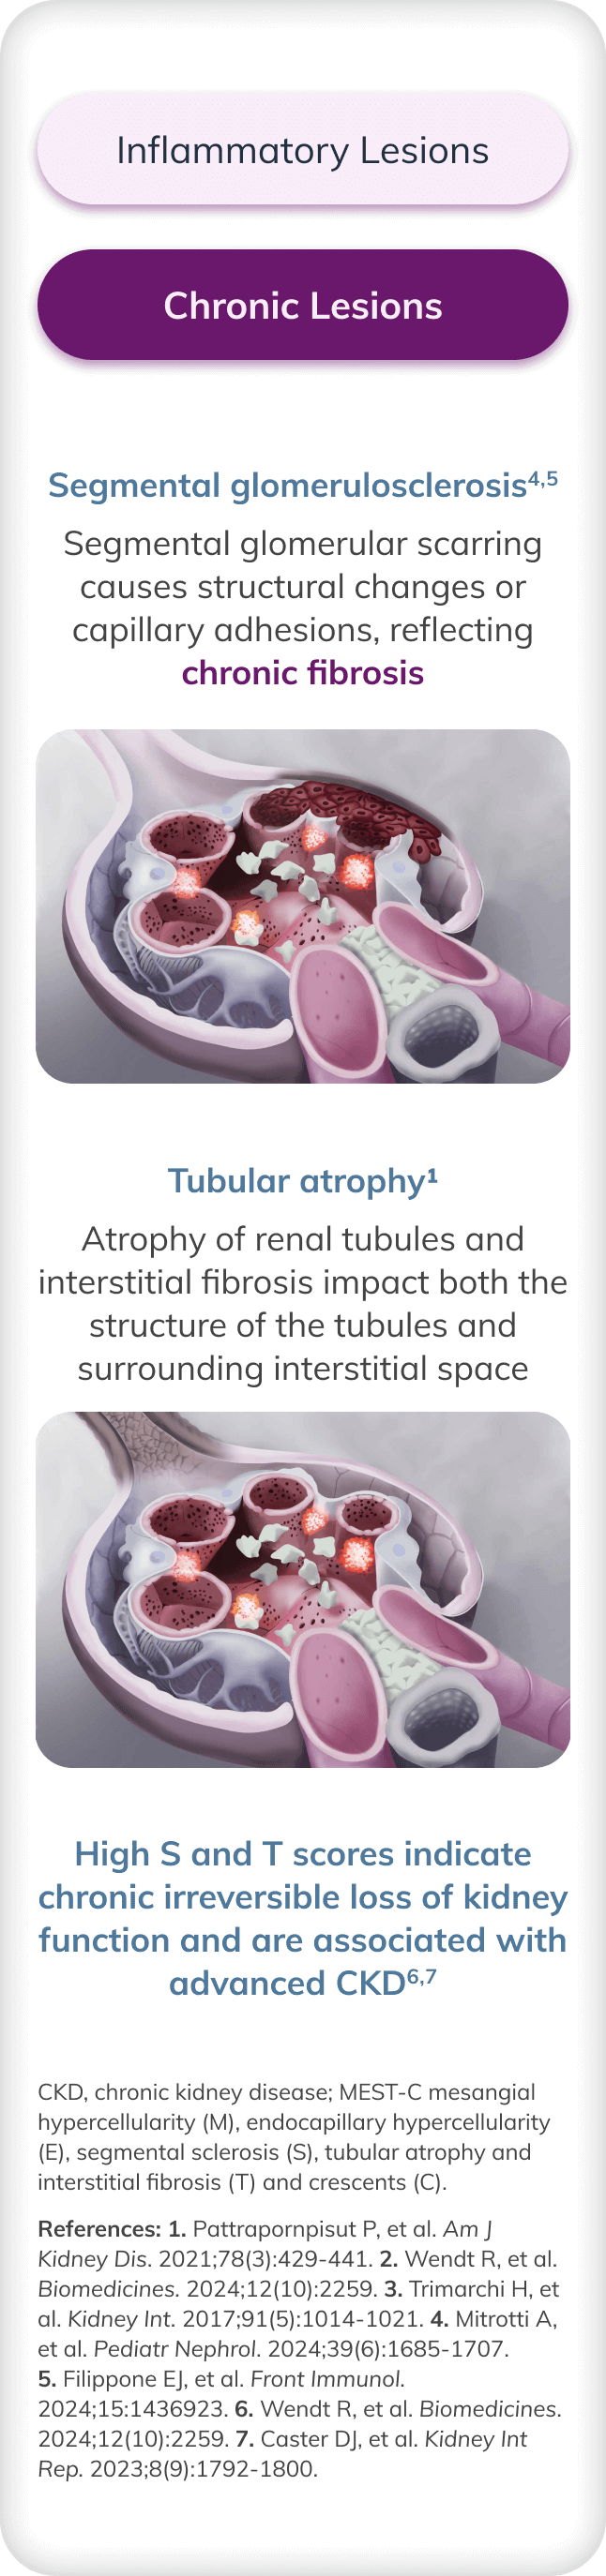 Inflammatory Lesions
Chronic Lesions
Segmental glomerulosclerosis⁴,⁵
Segmental glomerular scarring
causes structural changes or
capillary adhesions, reflecting
chronic fibrosis
Tubular atrophy¹
Atrophy of renal tubules and
interstitial fibrosis impact both the
structure of the tubules and
surrounding interstitial space
High S and T scores indicate
chronic irreversible loss of kidney
function and are associated with
advanced CKD⁶,⁷
CKD, chronic kidney disease; MEST-C mesangial
hypercellularity (M), endocapillary hypercellularity
(E), segmental sclerosis (S), tubular atrophy and
interstitial fibrosis (T) and crescents (C).
References: 1. Pattrapornpisut P, et al. Am J
Kidney Dis. 2021;78(3):429-441. 2. Wendt R, et al.
Biomedicines. 2024;12(10):2259. 3. Trimarchi H, et
al. Kidney Int. 2017;91(5):1014-1021. 4. Mitrotti A,
et al. Pediatr Nephrol. 2024;39(6):1685-1707.
5. Filippone EJ, et al. Front Immunol.
2024;15:1436923. 6. Wendt R, et al. Biomedicines.
2024;12(10):2259. 7. Caster DJ, et al. Kidney Int
Rep. 2023;8(9):1792-1800.